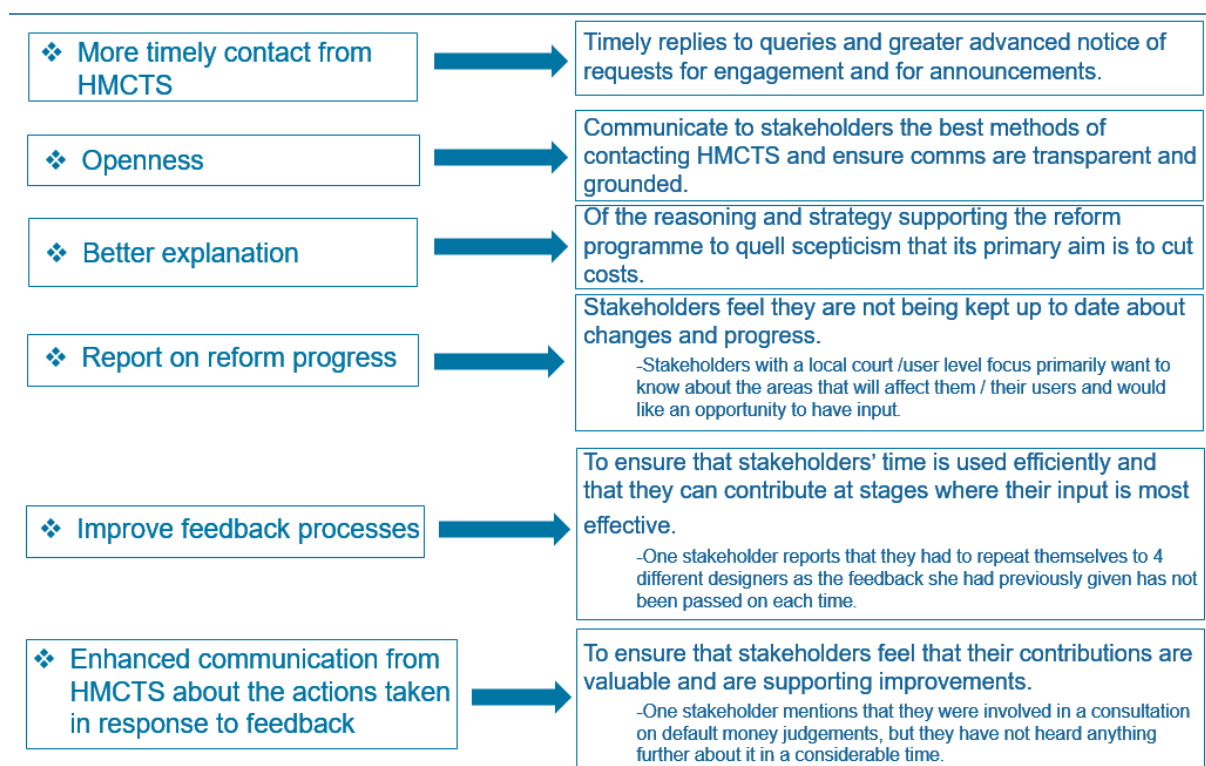 ❖ More timely contact from
HMCTS
Timely replies to queries and greater advanced notice of
requests for engagement and for announcements.
❖ Openness
Communicate to stakeholders the best methods of
contacting HMCTS and ensure comms are transparent and
grounded.
❖ Better explanation
Of the reasoning and strategy supporting the reform
programme to quell scepticism that its primary aim is to cut
costs.
❖ Report on reform progress
Stakeholders feel they are not being kept up to date about
changes and progress.
-Stakeholders with a local court /user level focus primarily want to
know about the areas that will affect them / their users and would
like an opportunity to have input.
❖ Improve feedback processes
To ensure that stakeholders’ time is used efficiently and
that they can contribute at stages where their input is most
effective.
-One stakeholder reports that they had to repeat themselves to 4
different designers as the feedback she had previously given has not
been passed on each time.
❖ Enhanced communication from
HMCTS about the actions taken
in response to feedback
To ensure that stakeholders feel that their contributions are
valuable and are supporting improvements.
-One stakeholder mentions that they were involved in a consultation
on default money judgements, but they have not heard anything
further about it in a considerable time.